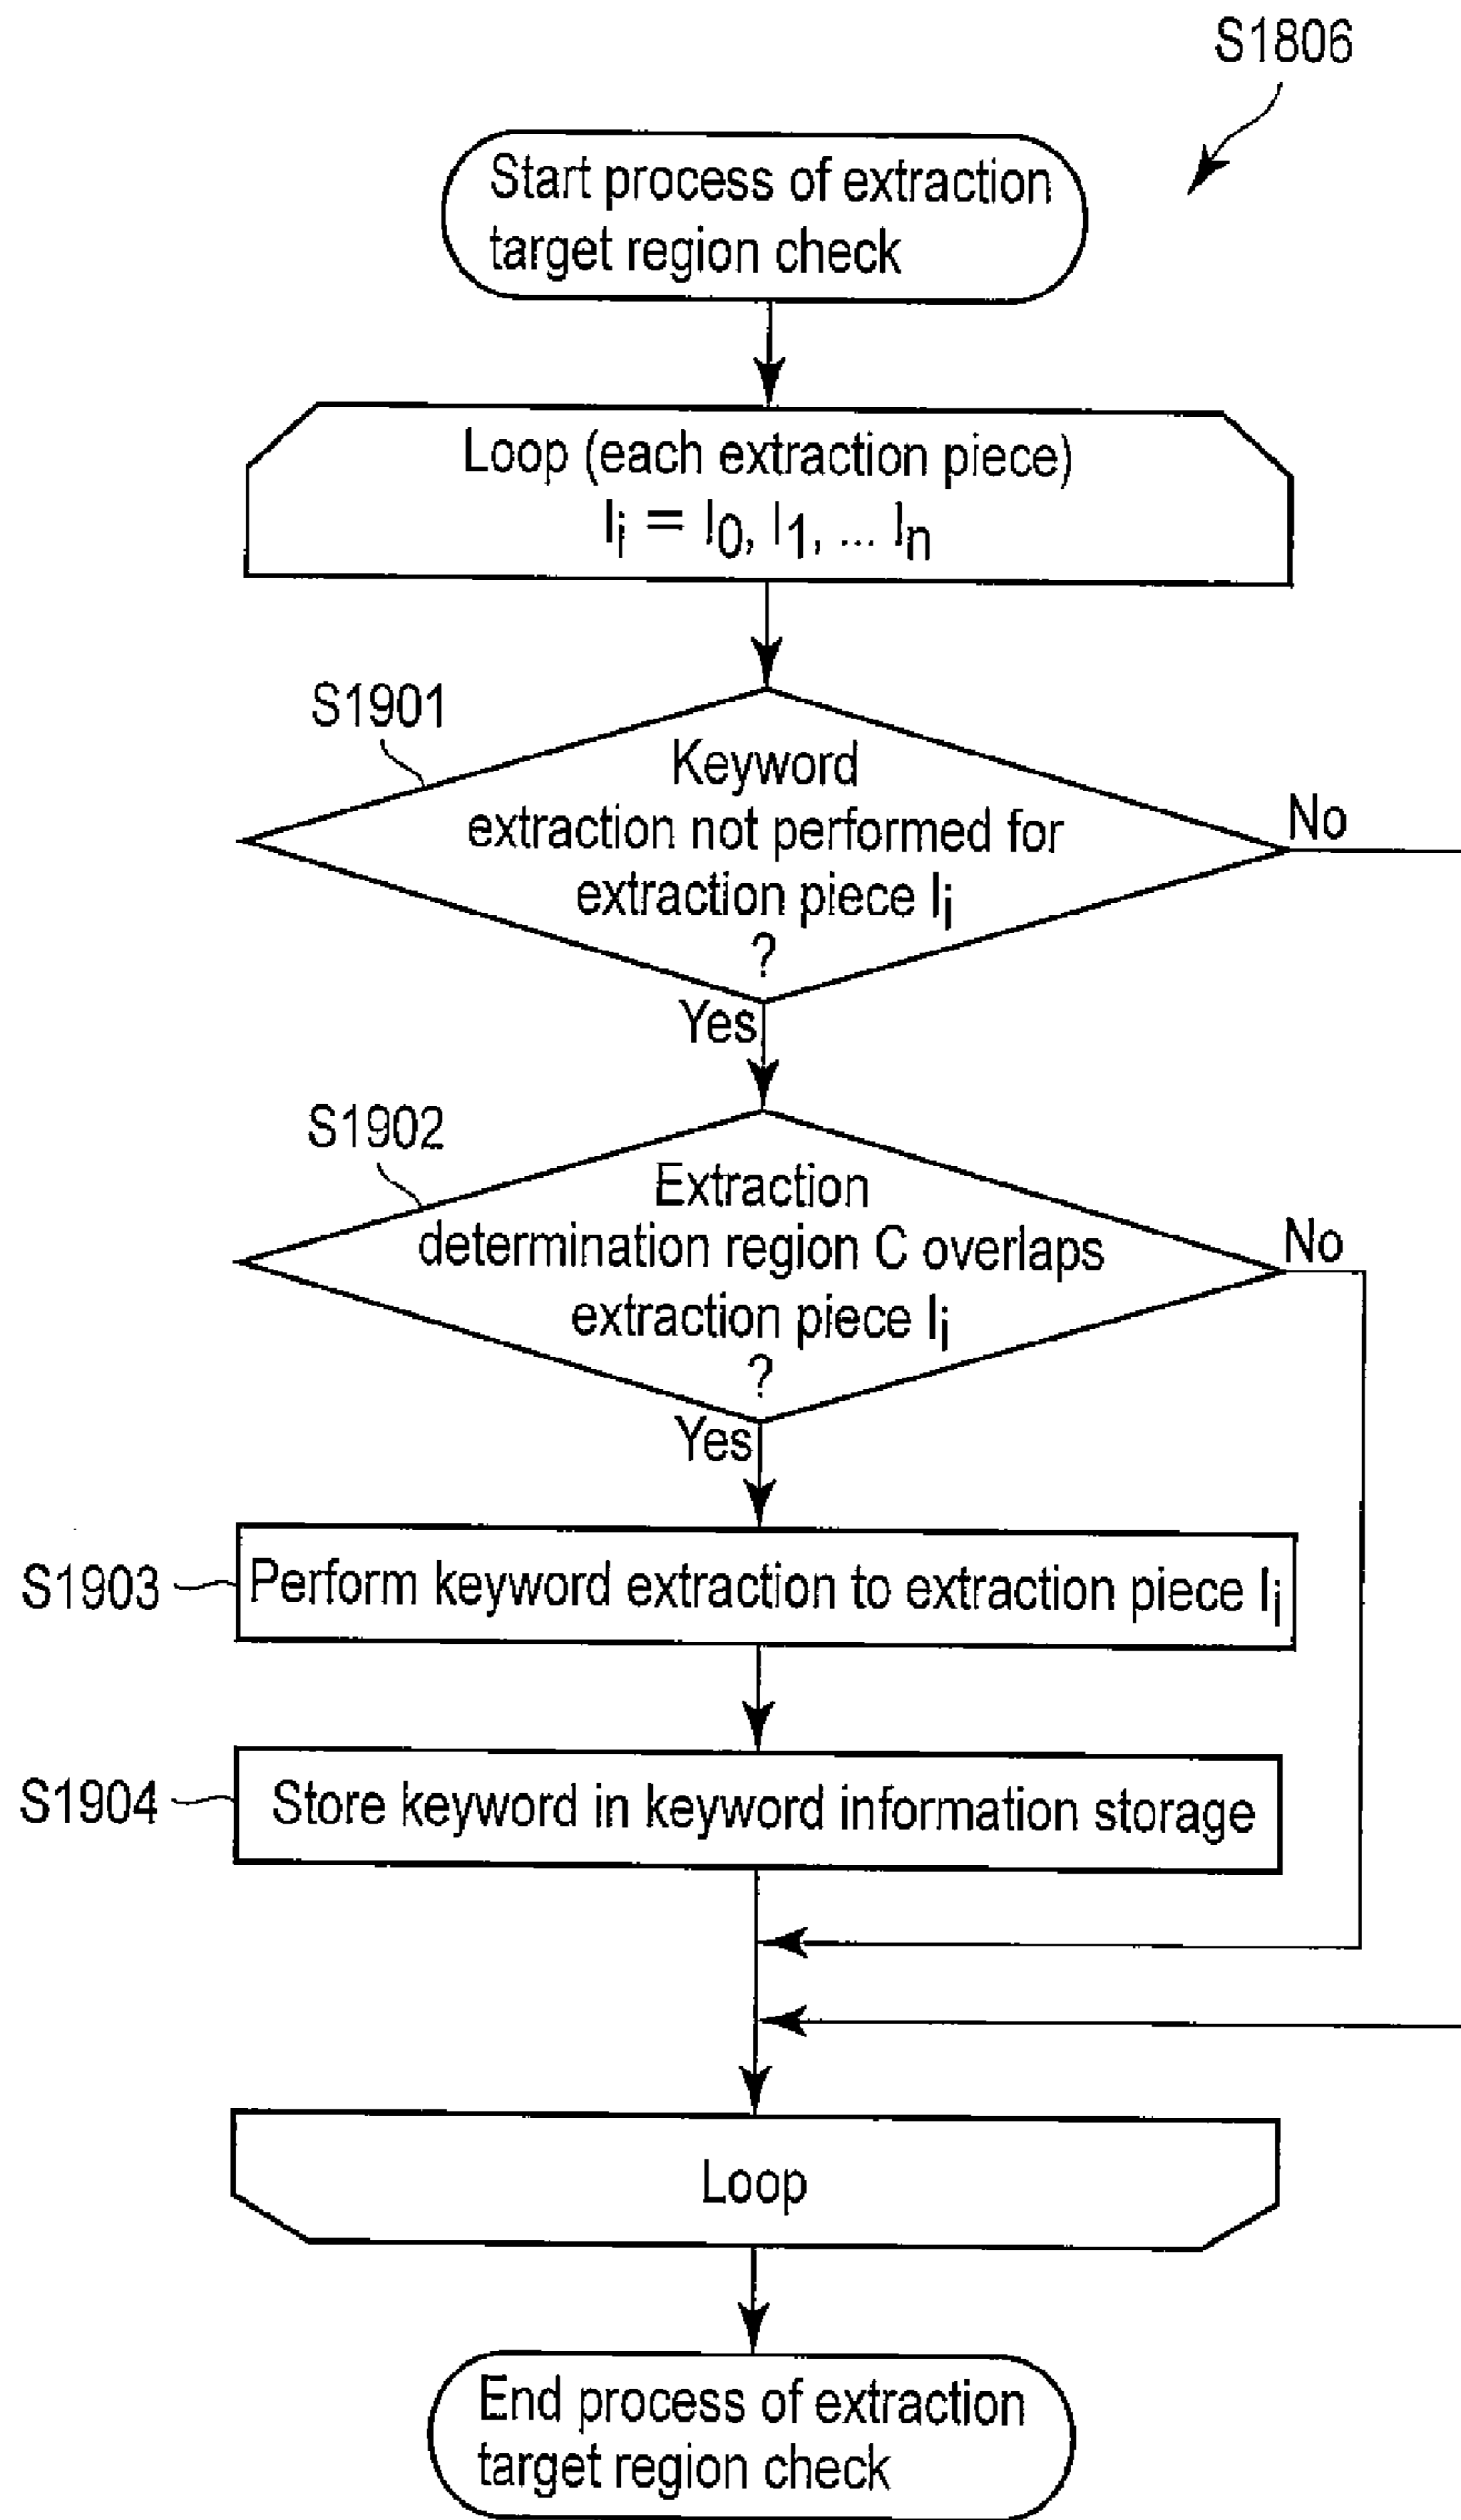 S1806
Start process of extraction
target region check
Loop (each extraction piece)
Ii = I0, I1, ... In
S1901
Keyword
extraction not performed for
extraction piece Ii
?
No
Yes
S1902
Extraction
determination region C overlaps
extraction piece Ii
?
No
Yes
S1903
Perform keyword extraction to extraction piece Ii
S1904
Store keyword in keyword information storage
Loop
End process of extraction
target region check